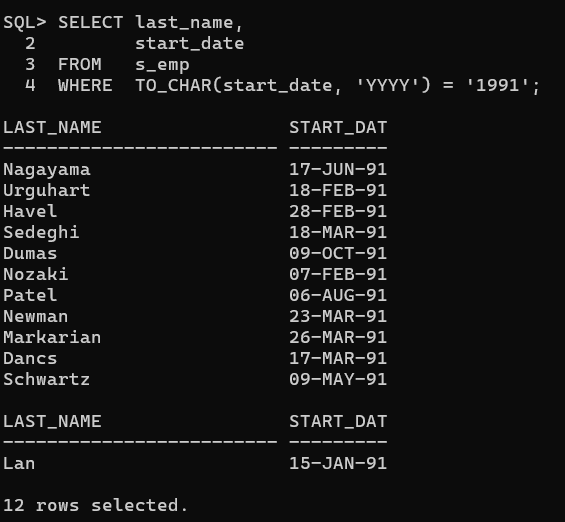 SQL> SELECT last_name,
  2         start_date
  3  FROM   s_emp
  4  WHERE  TO_CHAR(start_date, 'YYYY') = '1991';
LAST_NAME                 START_DAT
------------------------- ---------
Nagayama                  17-JUN-91
Urguhart                  18-FEB-91
Havel                     28-FEB-91
Sedeghi                   18-MAR-91
Dumas                     09-OCT-91
Nozaki                    07-FEB-91
Patel                     06-AUG-91
Newman                    23-MAR-91
Markarian                 26-MAR-91
Dancs                     17-MAR-91
Schwartz                  09-MAY-91
LAST_NAME                 START_DAT
------------------------- ---------
Lan                       15-JAN-91
12 rows selected.